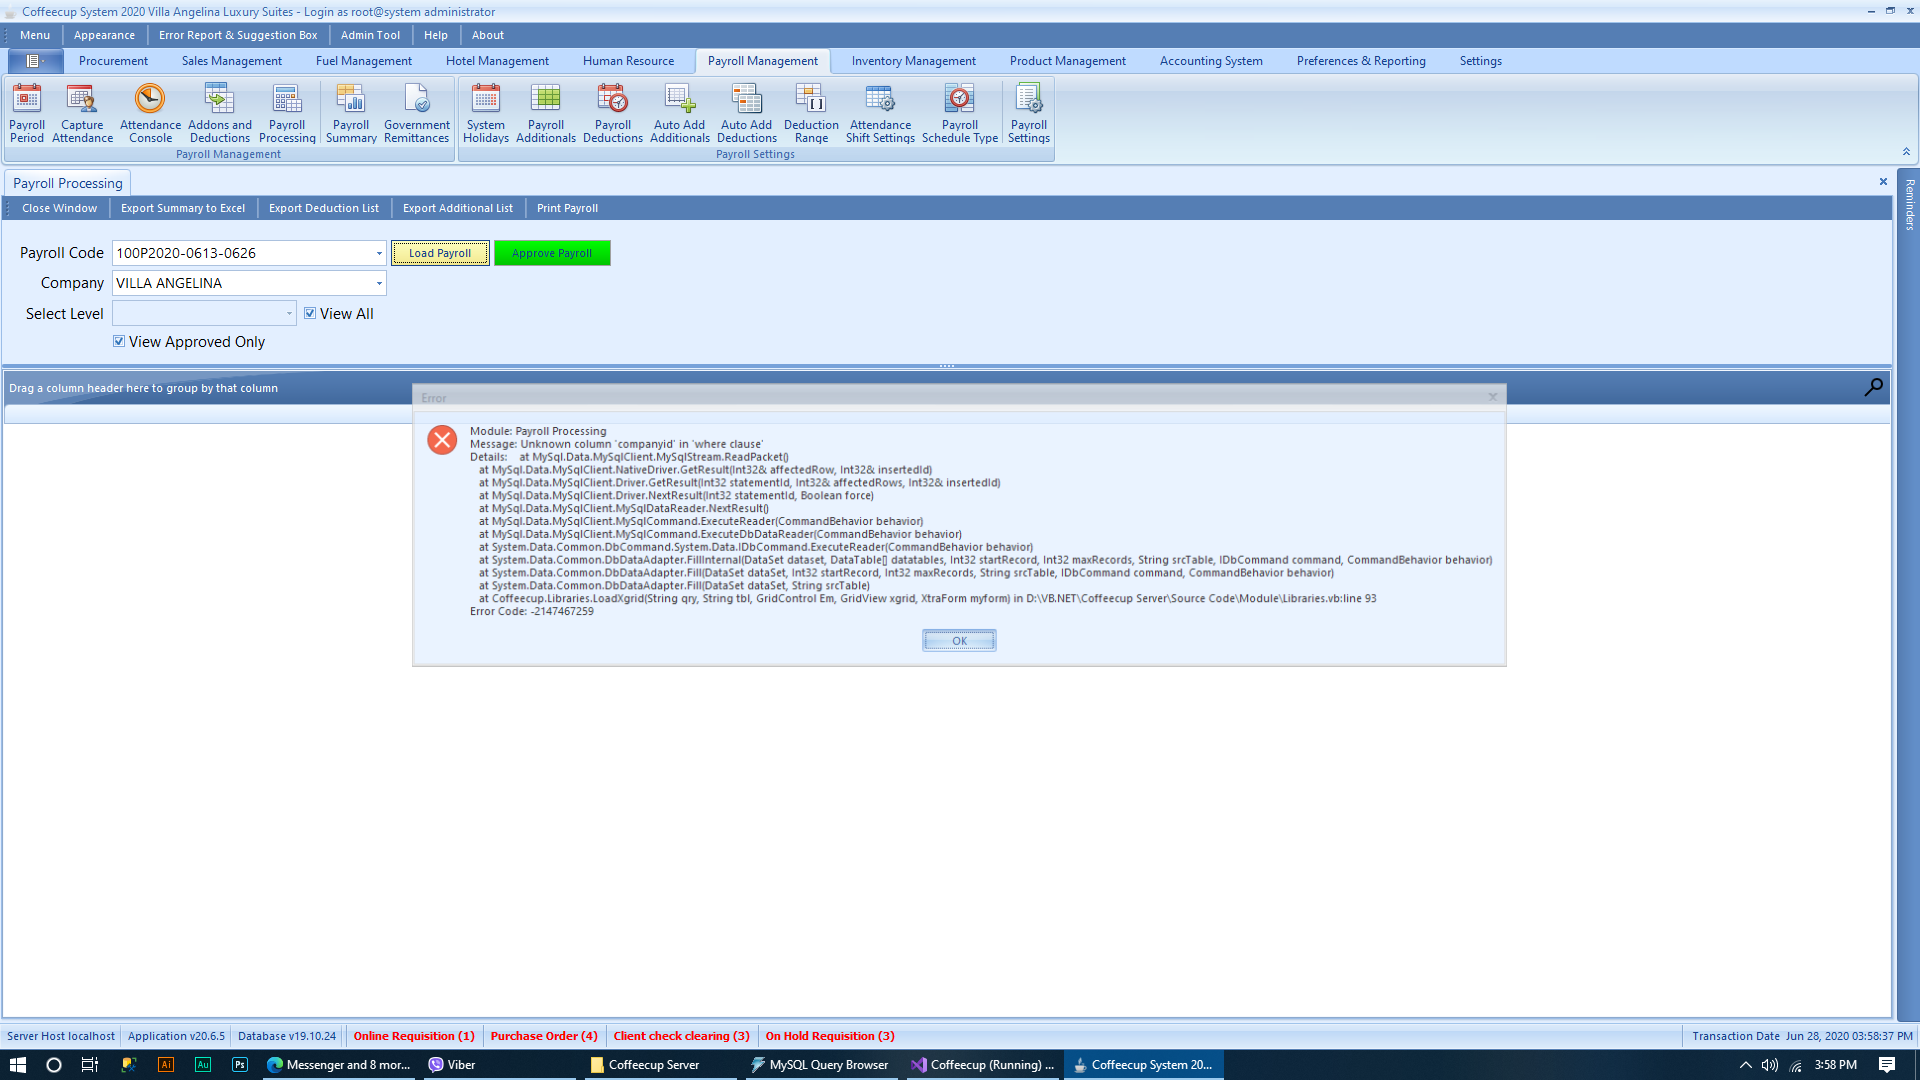 Coffeecup System 2020 Villa Angelina Luxury Suites - Login as root@system administrator
Menu Appearance Error Report & Suggestion Box Admin Tool Help About
Procurement Sales Management Fuel Management Hotel Management Human Resource Payroll Management Inventory Management Product Management Accounting System Preferences & Reporting Settings
Payroll Period
Capture Attendance
Attendance Console
Addons and Deductions
Payroll Processing
Payroll Summary
Government Remittances
System Holidays
Payroll Additionals
Payroll Deductions
Auto Add Additionals
Auto Add Deductions
Deduction Range
Attendance Shift Settings
Payroll Schedule Type
Payroll Settings
Payroll Management Payroll Settings
Reminders
Payroll Processing
Close Window Export Summary to Excel Export Deduction List Export Additional List Print Payroll
Payroll Code 100P2020-0613-0626 Load Payroll Approve Payroll
Company VILLA ANGELINA
Select Level View All
View Approved Only
Drag a column header here to group by that column
Error
Module: Payroll Processing
Message: Unknown column 'companyid' in 'where clause'
Details: at MySql.Data.MySqlClient.MySqlStream.ReadPacket()
at MySql.Data.MySqlClient.NativeDriver.GetResult(Int32& affectedRow, Int32& insertedId)
at MySql.Data.MySqlClient.Driver.GetResult(Int32 statementId, Int32& affectedRows, Int32& insertedId)
at MySql.Data.MySqlClient.Driver.NextResult(Int32 statementId, Boolean force)
at MySql.Data.MySqlClient.MySqlDataReader.NextResult()
at MySql.Data.MySqlClient.MySqlCommand.ExecuteReader(CommandBehavior behavior)
at MySql.Data.MySqlClient.MySqlCommand.ExecuteDbDataReader(CommandBehavior behavior)
at System.Data.Common.DbCommand.System.Data.IDbCommand.ExecuteReader(CommandBehavior behavior)
at System.Data.Common.DbDataAdapter.FillInternal(DataSet dataset, DataTable[] datatables, Int32 startRecord, Int32 maxRecords, String srcTable, IDbCommand command, CommandBehavior behavior)
at System.Data.Common.DbDataAdapter.Fill(DataSet dataSet, Int32 startRecord, Int32 maxRecords, String srcTable, IDbCommand command, CommandBehavior behavior)
at System.Data.Common.DbDataAdapter.Fill(DataSet dataSet, String srcTable)
at Coffeecup.Libraries.LoadXgrid(String qry, String tbl, GridControl Em, GridView xgrid, XtraForm myform) in D:\VB.NET\Coffeecup Server\Source Code\Module\Libraries.vb:line 93
Error Code: -2147467259
OK
Server Host localhost Application v20.6.5 Database v19.10.24 Online Requisition (1) Purchase Order (4) Client check clearing (3) On Hold Requisition (3) Transaction Date Jun 28, 2020 03:58:37 PM
Ai Au Ps Messenger and 8 mor... Viber Coffeecup Server MySQL Query Browser Coffeecup (Running) ... Coffeecup System 20... 3:58 PM